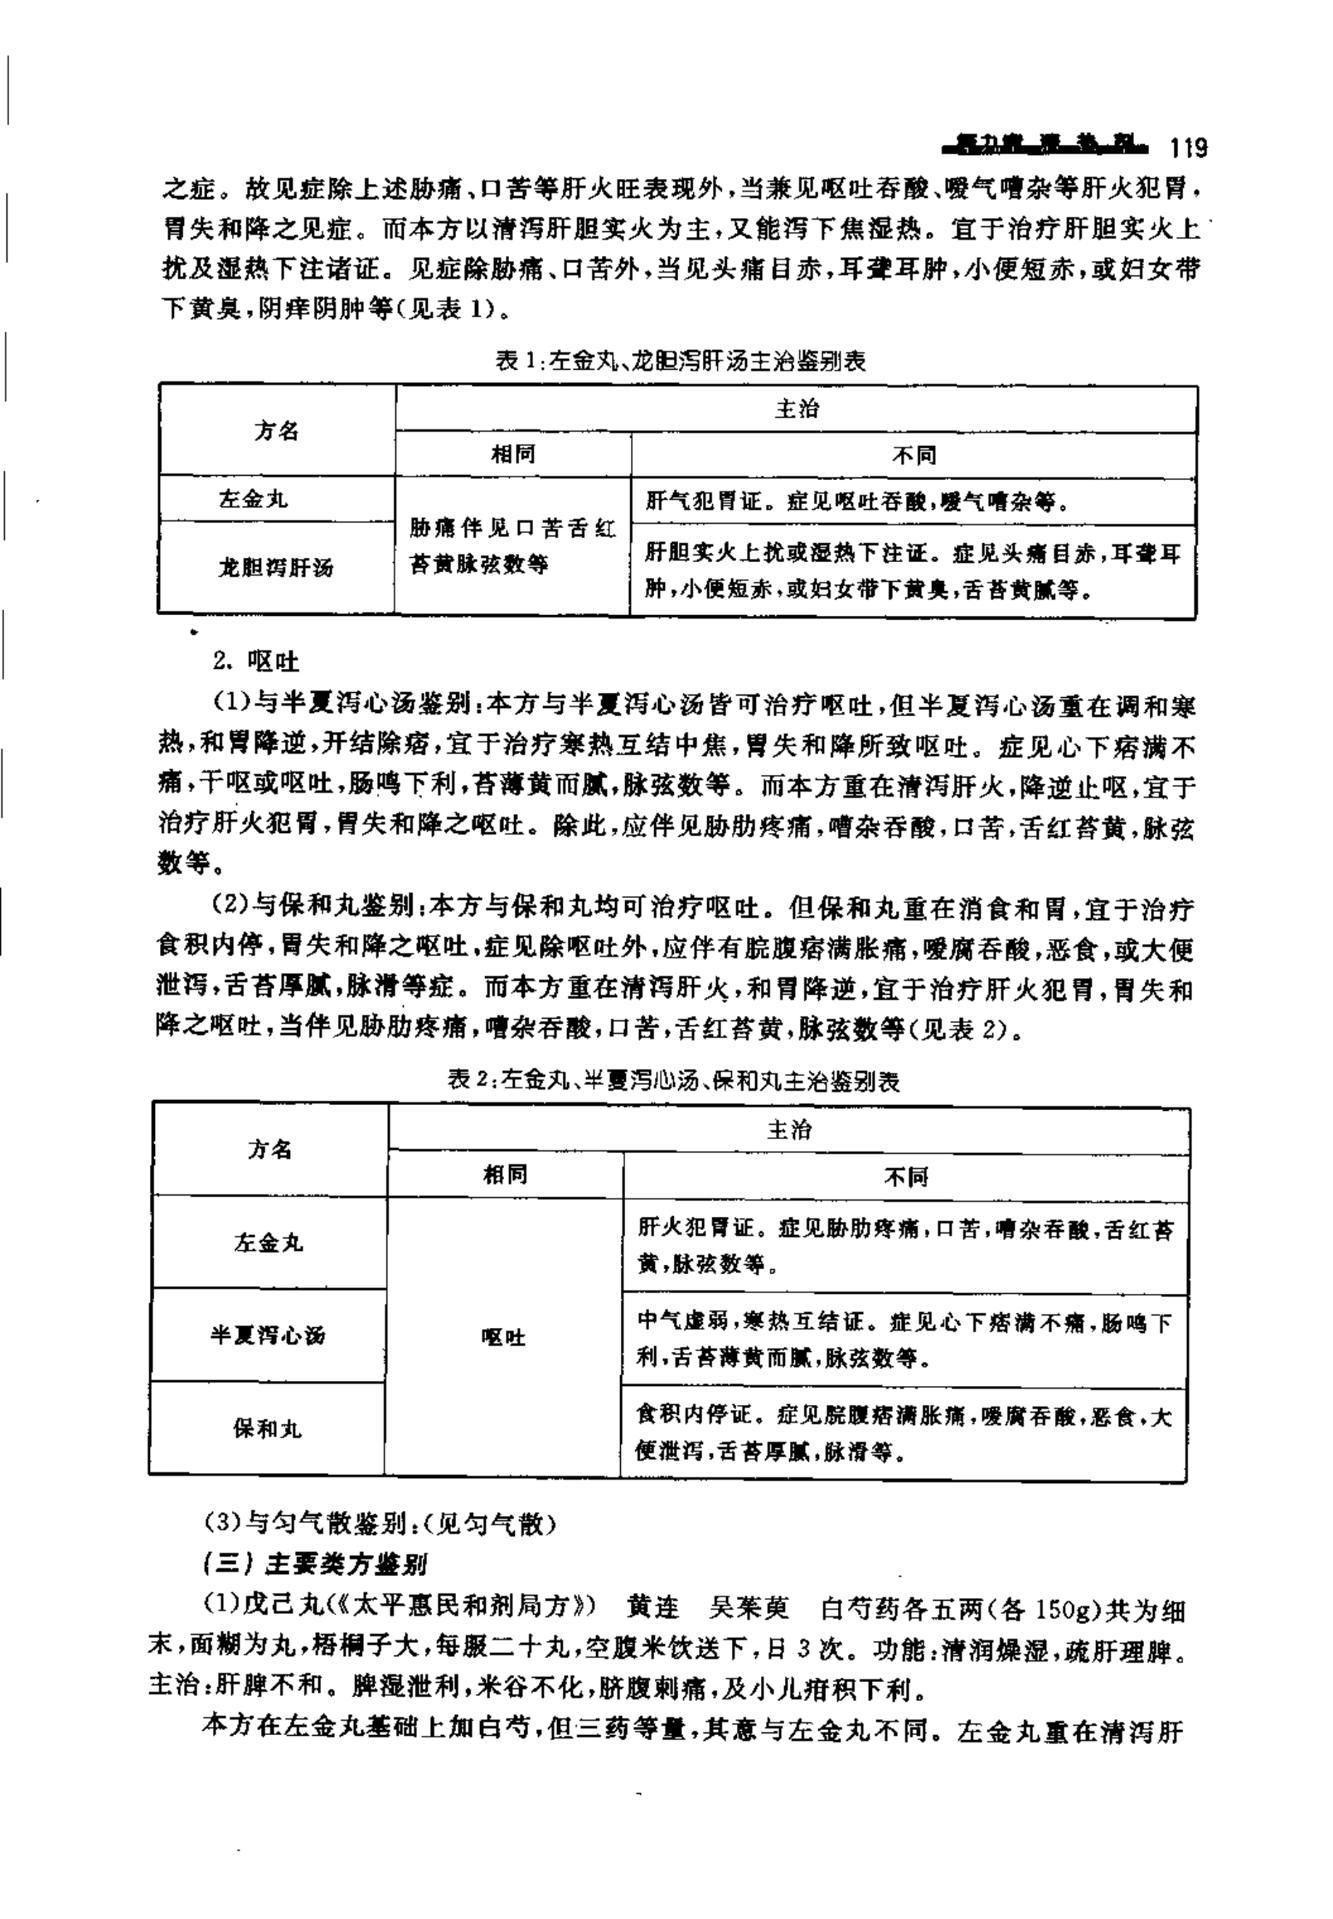 119
之症。故见症除上述胁痛、口苦等肝火旺表现外,当兼见呕吐吞酸、嗳气嘈杂等肝火犯胃,
胃失和降之见症。而本方以清泻肝胆实火为主,又能泻下焦湿热。宜于治疗肝胆实火上
扰及湿热下注诸证。见症除胁痛、口苦外,当见头痛目赤,耳聋耳肿,小便短赤,或妇女带
下黄臭,阴痒阴肿等(见表1)。
表1:左金丸、龙胆泻肝汤主治鉴别表
方名
主治
相同
不同
左金丸
胁痛伴见口苦舌红
苔黄脉弦数等
肝气犯胃证。症见呕吐吞酸,嗳气嘈杂等。
龙胆泻肝汤
肝胆实火上扰或湿热下注证。症见头痛目赤,耳聋耳
肿,小便短赤,或妇女带下黄臭,舌苔黄腻等。
2. 呕吐
(1)与半夏泻心汤鉴别:本方与半夏泻心汤皆可治疗呕吐,但半夏泻心汤重在调和寒
热,和胃降逆,开结除痞,宜于治疗寒热互结中焦,胃失和降所致呕吐。症见心下痞满不
痛,干呕或呕吐,肠鸣下利,苔薄黄而腻,脉弦数等。而本方重在清泻肝火,降逆止呕,宜于
治疗肝火犯胃,胃失和降之呕吐。除此,应伴见胁肋疼痛,嘈杂吞酸,口苦,舌红苔黄,脉弦
数等。
(2)与保和丸鉴别:本方与保和丸均可治疗呕吐。但保和丸重在消食和胃,宜于治疗
食积内停,胃失和降之呕吐,症见除呕吐外,应伴有脘腹痞满胀痛,嗳腐吞酸,恶食,或大便
泄泻,舌苔厚腻,脉滑等症。而本方重在清泻肝火,和胃降逆,宜于治疗肝火犯胃,胃失和
降之呕吐,当伴见胁肋疼痛,嘈杂吞酸,口苦,舌红苔黄,脉弦数等(见表2)。
表2:左金丸、半夏泻心汤、保和丸主治鉴别表
方名
主治
相同
不同
左金丸
肝火犯胃证。症见胁肋疼痛,口苦,嘈杂吞酸,舌红苔
黄,脉弦数等。
半夏泻心汤
呕吐
中气虚弱,寒热互结证。症见心下痞满不痛,肠鸣下
利,舌苔薄黄而腻,脉弦数等。
保和丸
食积内停证。症见脘腹痞满胀痛,嗳腐吞酸,恶食,大
便泄泻,舌苔厚腻,脉滑等。
(3)与匀气散鉴别:(见匀气散)
(三)主要类方鉴别
(1)戊己丸(《太平惠民和剂局方》) 黄连 吴茱萸 白芍药各五两(各150g)共为细
末,面糊为丸,梧桐子大,每服二十丸,空腹米饮送下,日3次。功能:清润燥湿,疏肝理脾。
主治:肝脾不和。脾湿泄利,米谷不化,脐腹刺痛,及小儿疳积下利。
本方在左金丸基础上加白芍,但三药等量,其意与左金丸不同。左金丸重在清泻肝